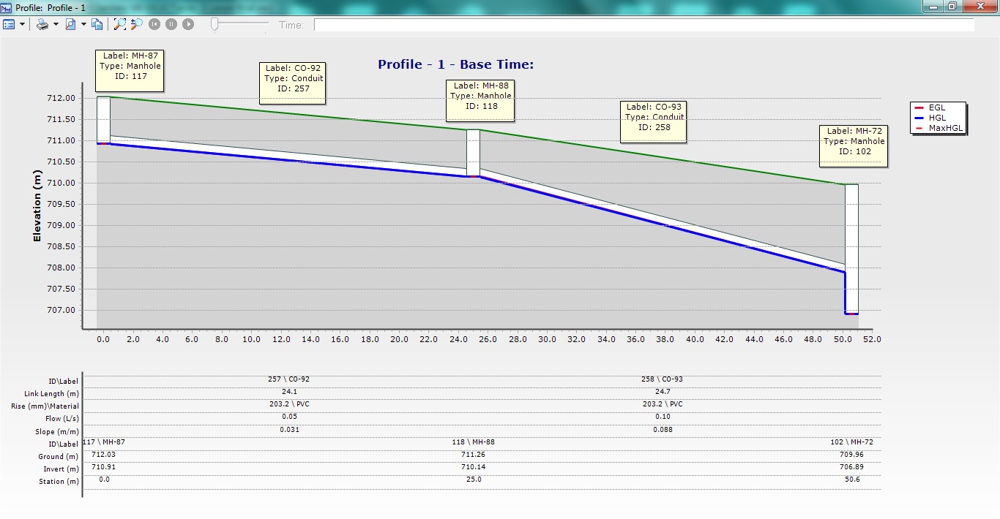 Profile: Profile - 1
Time:
Profile - 1 - Base Time:
Label: MH-87
Type: Manhole
ID: 117
Label: CO-92
Type: Conduit
ID: 257
Label: MH-88
Type: Manhole
ID: 118
Label: CO-93
Type: Conduit
ID: 258
Label: MH-72
Type: Manhole
ID: 102
EGL
HGL
MaxHGL
Elevation (m)
712.00
711.50
711.00
710.50
710.00
709.50
709.00
708.50
708.00
707.50
707.00
0.0 2.0 4.0 6.0 8.0 10.0 12.0 14.0 16.0 18.0 20.0 22.0 24.0 26.0 28.0 30.0 32.0 34.0 36.0 38.0 40.0 42.0 44.0 46.0 48.0 50.0 52.0
ID\Label 257 \ CO-92 258 \ CO-93
Link Length (m) 24.1 24.7
Rise (mm)\Material 203.2 \ PVC 203.2 \ PVC
Flow (L/s) 0.05 0.10
Slope (m/m) 0.031 0.088
ID\Label 117 \ MH-87 118 \ MH-88 102 \ MH-72
Ground (m) 712.03 711.26 709.96
Invert (m) 710.91 710.14 706.89
Station (m) 0.0 25.0 50.6